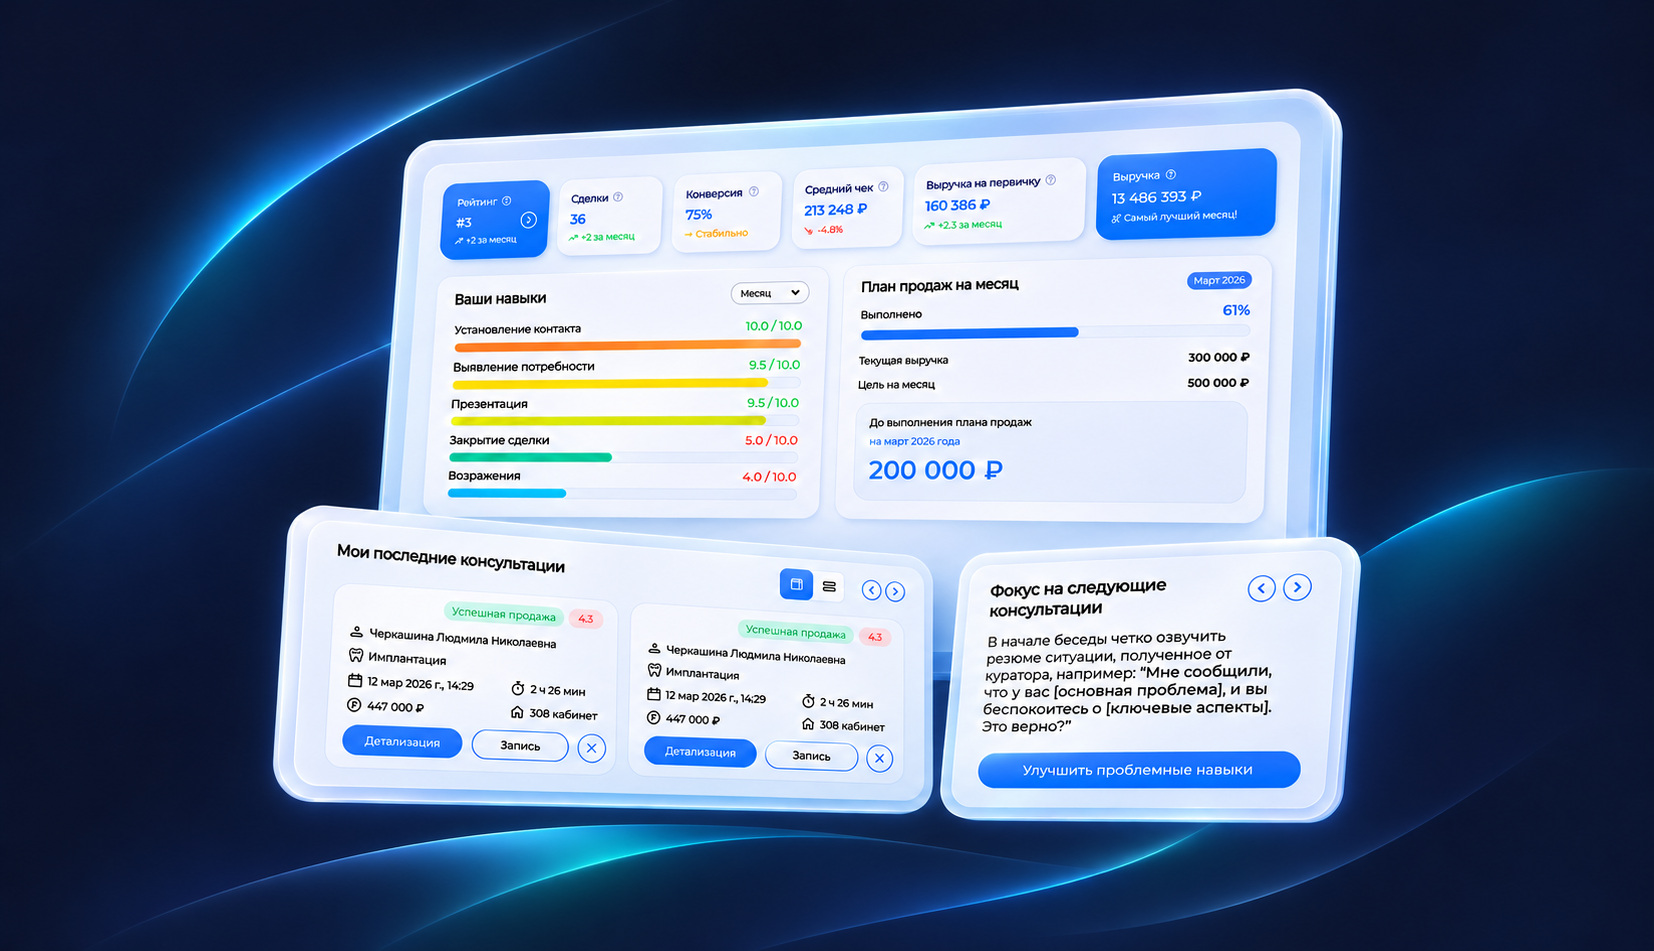 Рейтинг
#3
+2 за месяц
Сделки
36
+2 за месяц
Конверсия
75%
Стабильно
Средний чек
213 248 ₽
-4.8%
Выручка на первичку
160 386 ₽
+2.3 за месяц
Выручка
13 486 393 ₽
Самый лучший месяц!
Ваши навыки
Месяц
Установление контакта 10.0 / 10.0
Выявление потребности 9.5 / 10.0
Презентация 9.5 / 10.0
Закрытие сделки 5.0 / 10.0
Возражения 4.0 / 10.0
План продаж на месяц
Март 2026
Выполнено 61%
Текущая выручка 300 000 ₽
Цель на месяц 500 000 ₽
До выполнения плана продаж
на март 2026 года
200 000 ₽
Мои последние консультации
Успешная продажа 4.3
Черкашина Людмила Николаевна
Имплантация
12 мар 2026 г., 14:29 2 ч 26 мин
447 000 ₽ 308 кабинет
Детализация Запись
Успешная продажа 4.3
Черкашина Людмила Николаевна
Имплантация
12 мар 2026 г., 14:29 2 ч 26 мин
447 000 ₽ 308 кабинет
Детализация Запись
Фокус на следующие
консультации
В начале беседы четко озвучить
резюме ситуации, полученное от
куратора, например: “Мне сообщили,
что у вас [основная проблема], и вы
беспокоитесь о [ключевые аспекты].
Это верно?”
Улучшить проблемные навыки